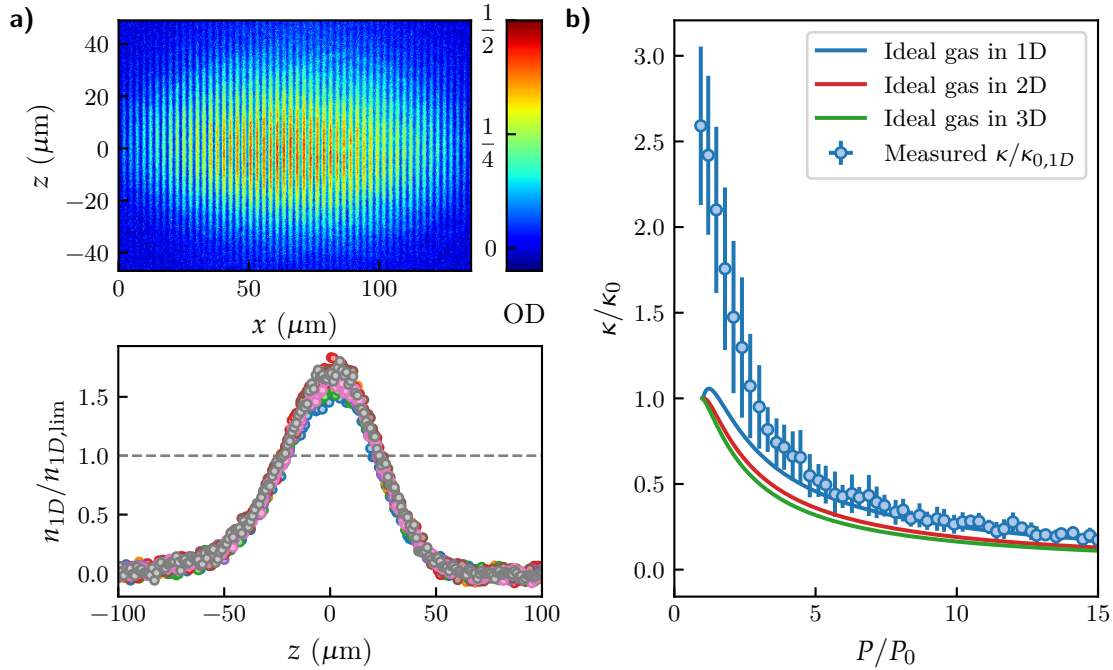 a)
40
20
0
−20
−40
z (μm)
0
50
100
x (μm)
1/2
1/4
0
OD
1.5
1.0
0.5
0.0
n1D/n1D,lim
−100
−50
0
50
100
z (μm)
b)
3.0
2.5
2.0
1.5
1.0
0.5
0.0
κ/κ0
Ideal gas in 1D
Ideal gas in 2D
Ideal gas in 3D
Measured κ/κ0,1D
0
5
10
15
P/P0